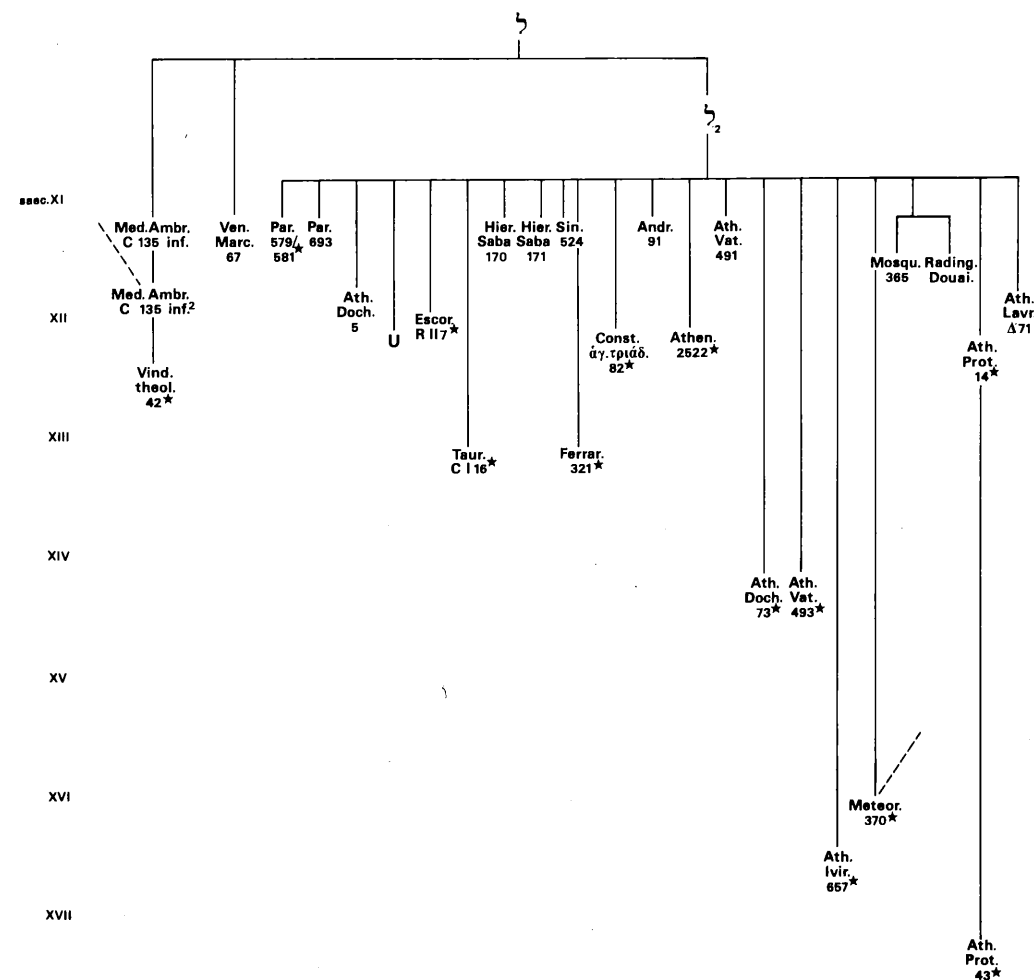 ל
ל2
saec.XI
Med.Ambr.
C 135 inf.
Ven.
Marc.
67
Par.
579/
581★
Par.
693
Hier.
Saba
170
Hier.
Saba
171
Sin.
524
Andr.
91
Ath.
Vat.
491
Mosqu.
365
Rading.
Douai.
XII
Med.Ambr.
C 135 inf.2
Ath.
Doch.
5
U
Escor.
R II 7★
Const.
ἁγ.τριάδ.
82★
Athen.
2522★
Ath.
Lavr.
Δ 71
Ath.
Prot.
14★
Vind.
theol.
42★
XIII
Taur.
C I 16★
Ferrar.
321★
XIV
Ath.
Doch.
73★
Ath.
Vat.
493★
XV
XVI
Meteor.
370★
Ath.
Ivir.
657★
XVII
Ath.
Prot.
43★